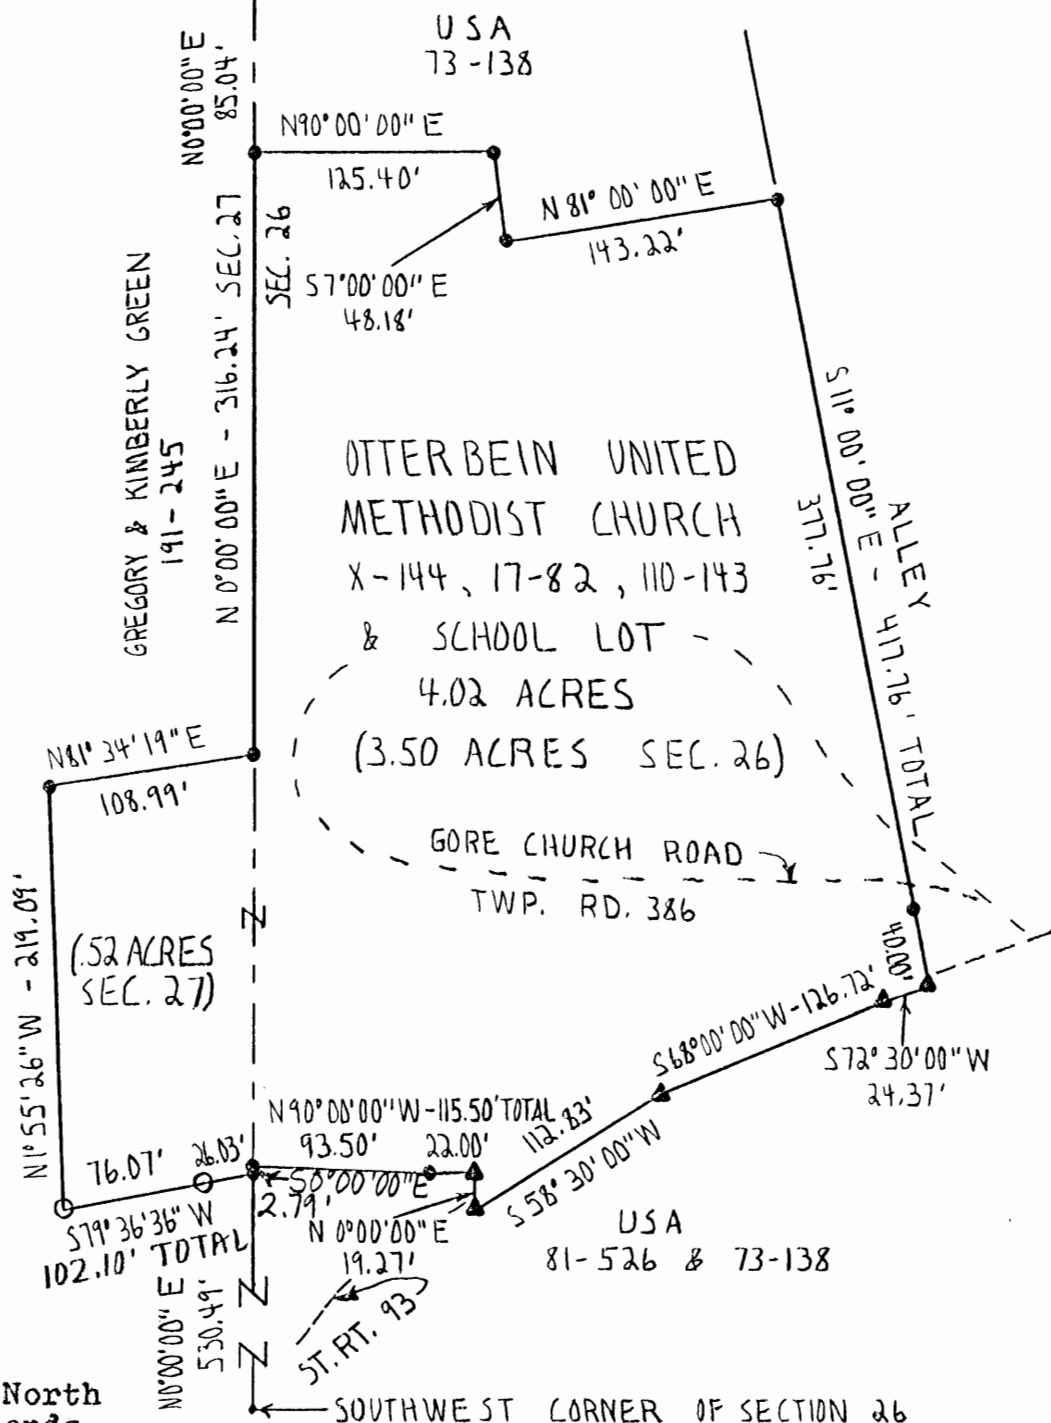 USA
73-138
N0°00'00"E
85.04'
N90°00'00"E
125.40'
N 81° 00' 00" E
143.22'
S7°00'00" E
48.18'
SEC. 27
SEC. 26
N 0°00'00"E - 316.24'
GREGORY & KIMBERLY GREEN
191-245
S 11° 00' 00" E - 417.76' TOTAL
377.76'
ALLEY
OTTERBEIN UNITED
METHODIST CHURCH
X-144, 17-82, 110-143
& SCHOOL LOT
4.02 ACRES
(3.50 ACRES SEC. 26)
N81° 34'19" E
108.99'
GORE CHURCH ROAD
TWP. RD. 386
N1°55'26"W - 219.09'
(.52 ACRES
SEC. 27)
40.00'
S68°00'00"W-126.72'
S72°30'00"W
24.37'
N90°00'00"W-115.50' TOTAL
93.50' 22.00'
112.83'
S 58° 30' 00" W
76.07' 26.03'
S0°00'00"E
2.79'
S79°36'36" W
102.10' TOTAL
N 0°00'00" E
19.27'
USA
81-526 & 73-138
N0°00'00" E
530.49'
ST. RT. 93
North
SOUTHWEST CORNER OF SECTION 26